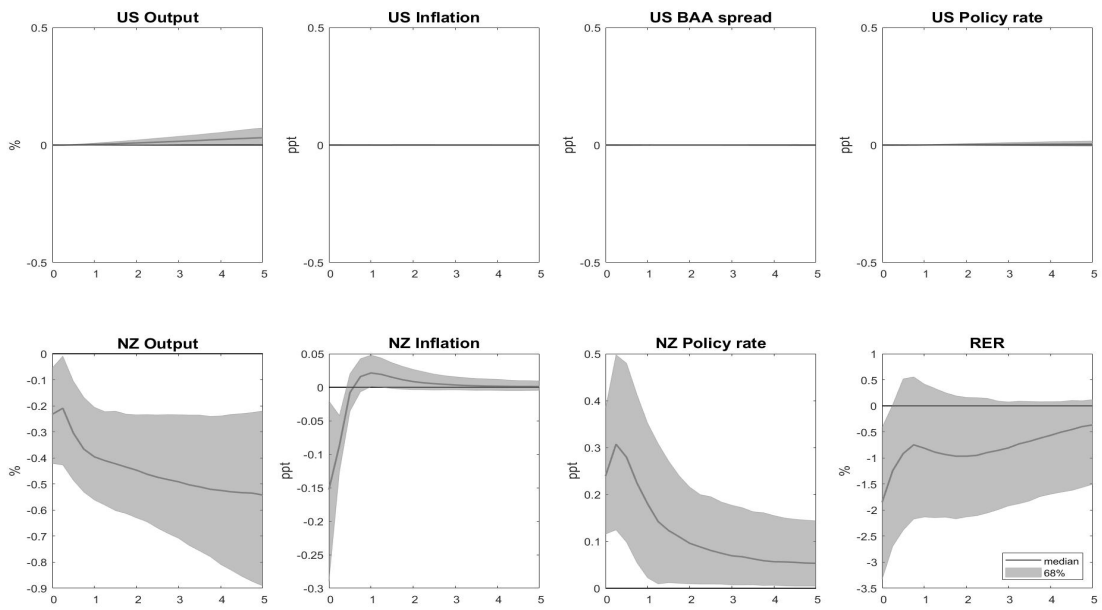 US Output
US Inflation
US BAA spread
US Policy rate
0.5
0.5
0.5
0.5
%
ppt
ppt
ppt
0
0
0
0
-0.5
-0.5
-0.5
-0.5
0 1 2 3 4 5
0 1 2 3 4 5
0 1 2 3 4 5
0 1 2 3 4 5
NZ Output
NZ Inflation
NZ Policy rate
RER
%
0
-0.1
-0.2
-0.3
-0.4
-0.5
-0.6
-0.7
-0.8
-0.9
0 1 2 3 4 5
ppt
0.05
0
-0.05
-0.1
-0.15
-0.2
-0.25
-0.3
0 1 2 3 4 5
ppt
0.5
0.4
0.3
0.2
0.1
0
0 1 2 3 4 5
%
1
0.5
0
-0.5
-1
-1.5
-2
-2.5
-3
-3.5
median
68%
0 1 2 3 4 5